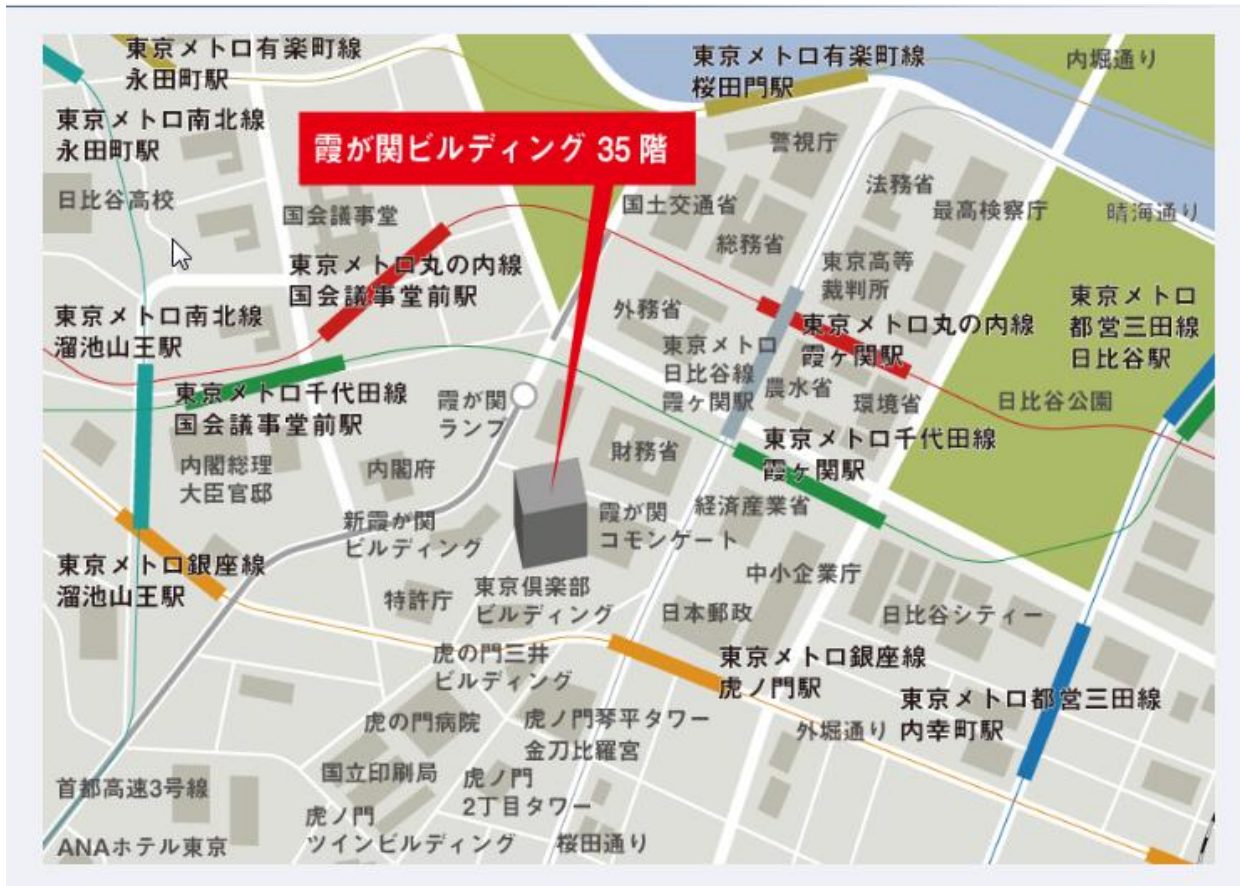 東京メトロ有楽町線
永田町駅
東京メトロ有楽町線
桜田門駅
内堀通り
東京メトロ南北線
永田町駅
霞が関ビルディング 35 階
警視庁
日比谷高校
国会議事堂
国土交通省
法務省
最高検察庁
晴海通り
総務省
東京メトロ丸の内線
国会議事堂前駅
東京高等
裁判所
東京メトロ南北線
溜池山王駅
外務省
東京メトロ丸の内線
霞ヶ関駅
東京メトロ
都営三田線
日比谷駅
東京メトロ
日比谷線
霞ヶ関駅
東京メトロ千代田線
国会議事堂前駅
霞が関
ランプ
農水省
環境省
日比谷公園
財務省
東京メトロ千代田線
霞ヶ関駅
内閣総理
大臣官邸
内閣府
新霞が関
ビルディング
霞が関
コモンゲート
経済産業省
東京メトロ銀座線
溜池山王駅
中小企業庁
特許庁
東京倶楽部
ビルディング
日本郵政
日比谷シティー
虎の門三井
ビルディング
東京メトロ銀座線
虎ノ門駅
東京メトロ都営三田線
内幸町駅
虎の門病院
虎ノ門琴平タワー
金刀比羅宮
外堀通り
首都高速3号線
国立印刷局
虎ノ門
2丁目タワー
虎ノ門
ツインビルディング
桜田通り
ANAホテル東京